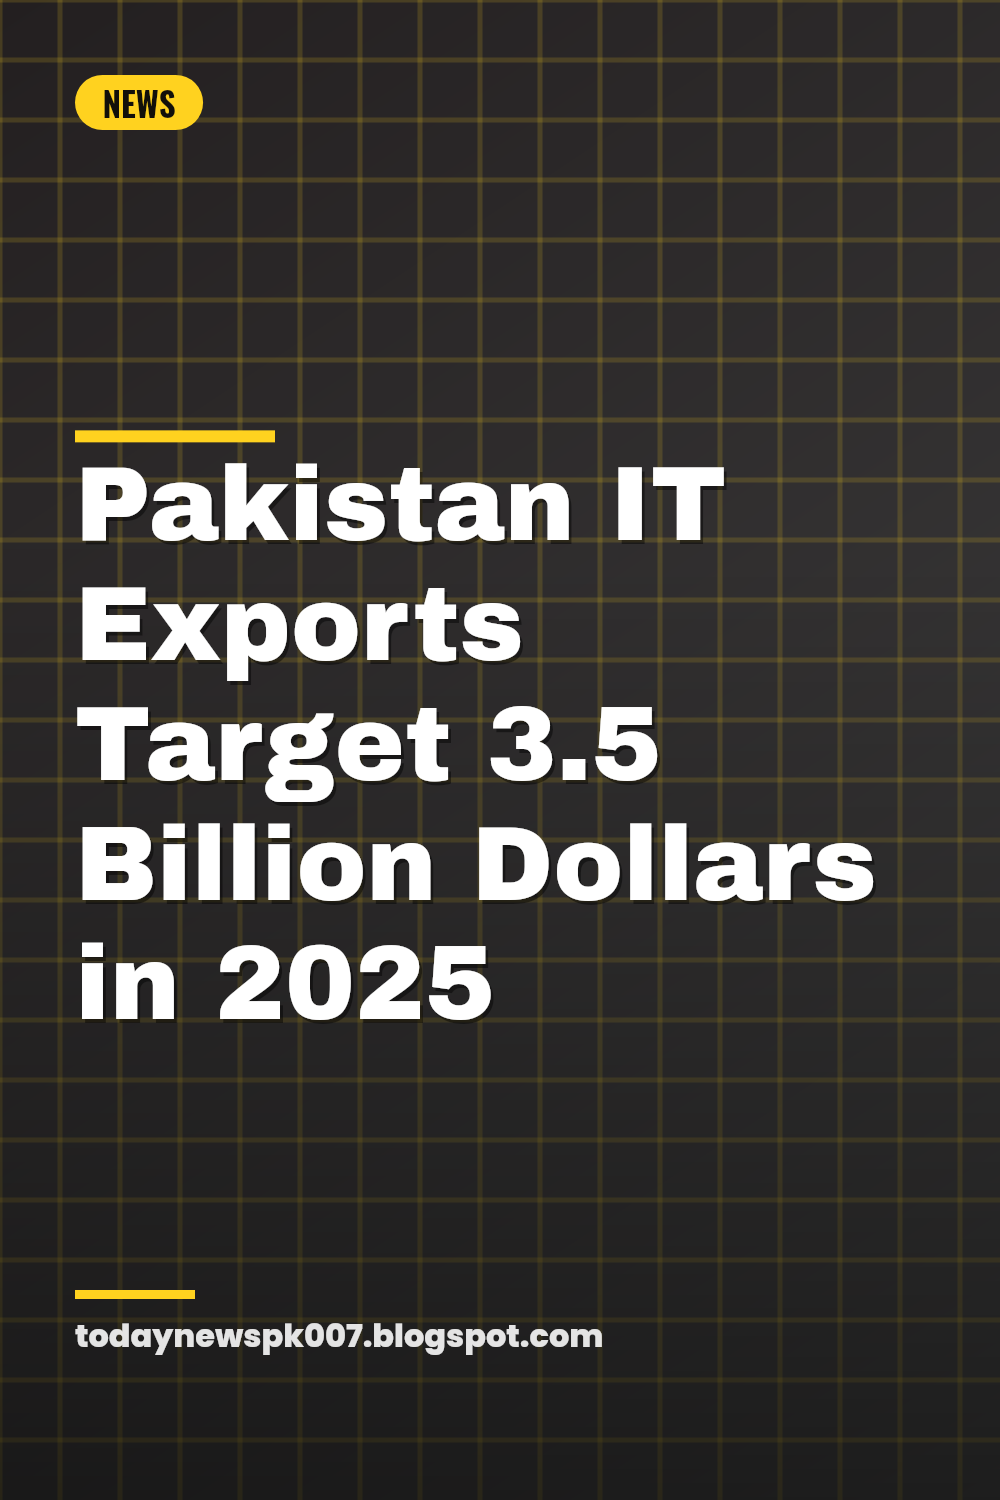 NEWS
Pakistan IT
Exports
Target 3.5
Billion Dollars
in 2025
todaynewspk007.blogspot.com